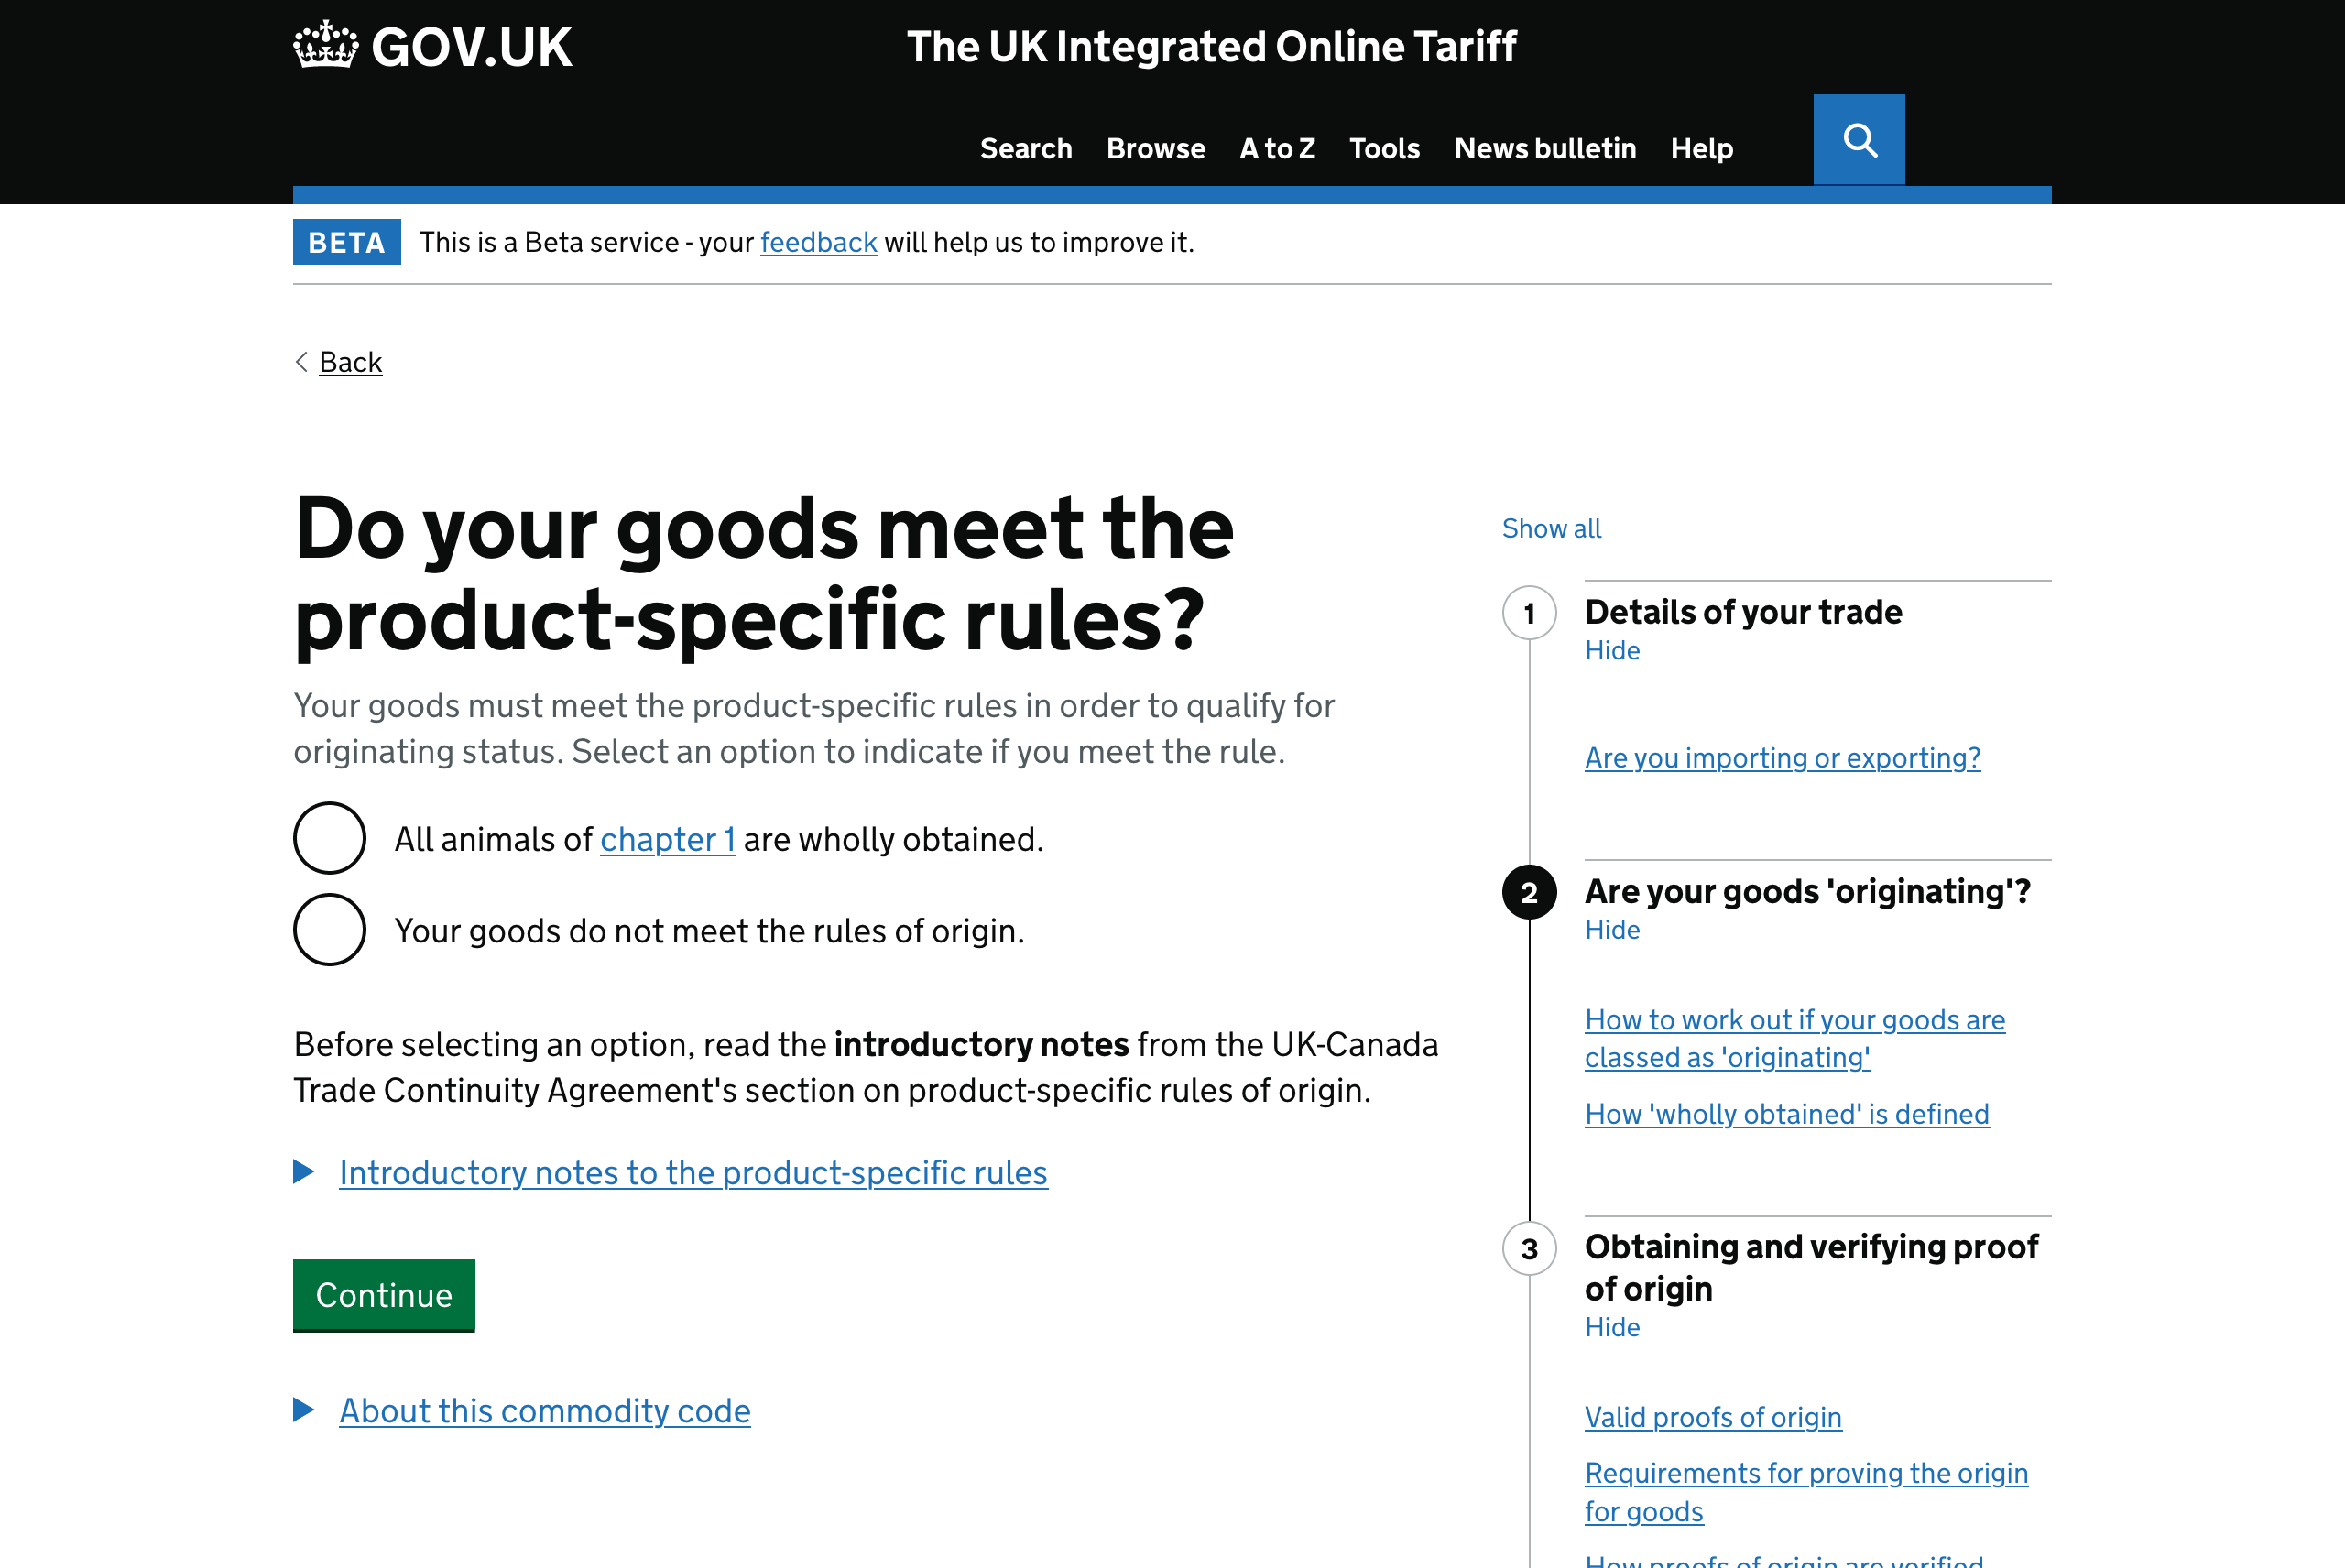 GOV.UK
The UK Integrated Online Tariff
Search Browse A to Z Tools News bulletin Help
BETA This is a Beta service - your feedback will help us to improve it.
Back
Do your goods meet the
product-specific rules?
Your goods must meet the product-specific rules in order to qualify for
originating status. Select an option to indicate if you meet the rule.
All animals of chapter 1 are wholly obtained.
Your goods do not meet the rules of origin.
Before selecting an option, read the introductory notes from the UK-Canada
Trade Continuity Agreement's section on product-specific rules of origin.
Introductory notes to the product-specific rules
Continue
About this commodity code
Show all
1 Details of your trade
Hide
Are you importing or exporting?
2 Are your goods 'originating'?
Hide
How to work out if your goods are
classed as 'originating'
How 'wholly obtained' is defined
3 Obtaining and verifying proof
of origin
Hide
Valid proofs of origin
Requirements for proving the origin
for goods
How proofs of origin are verified